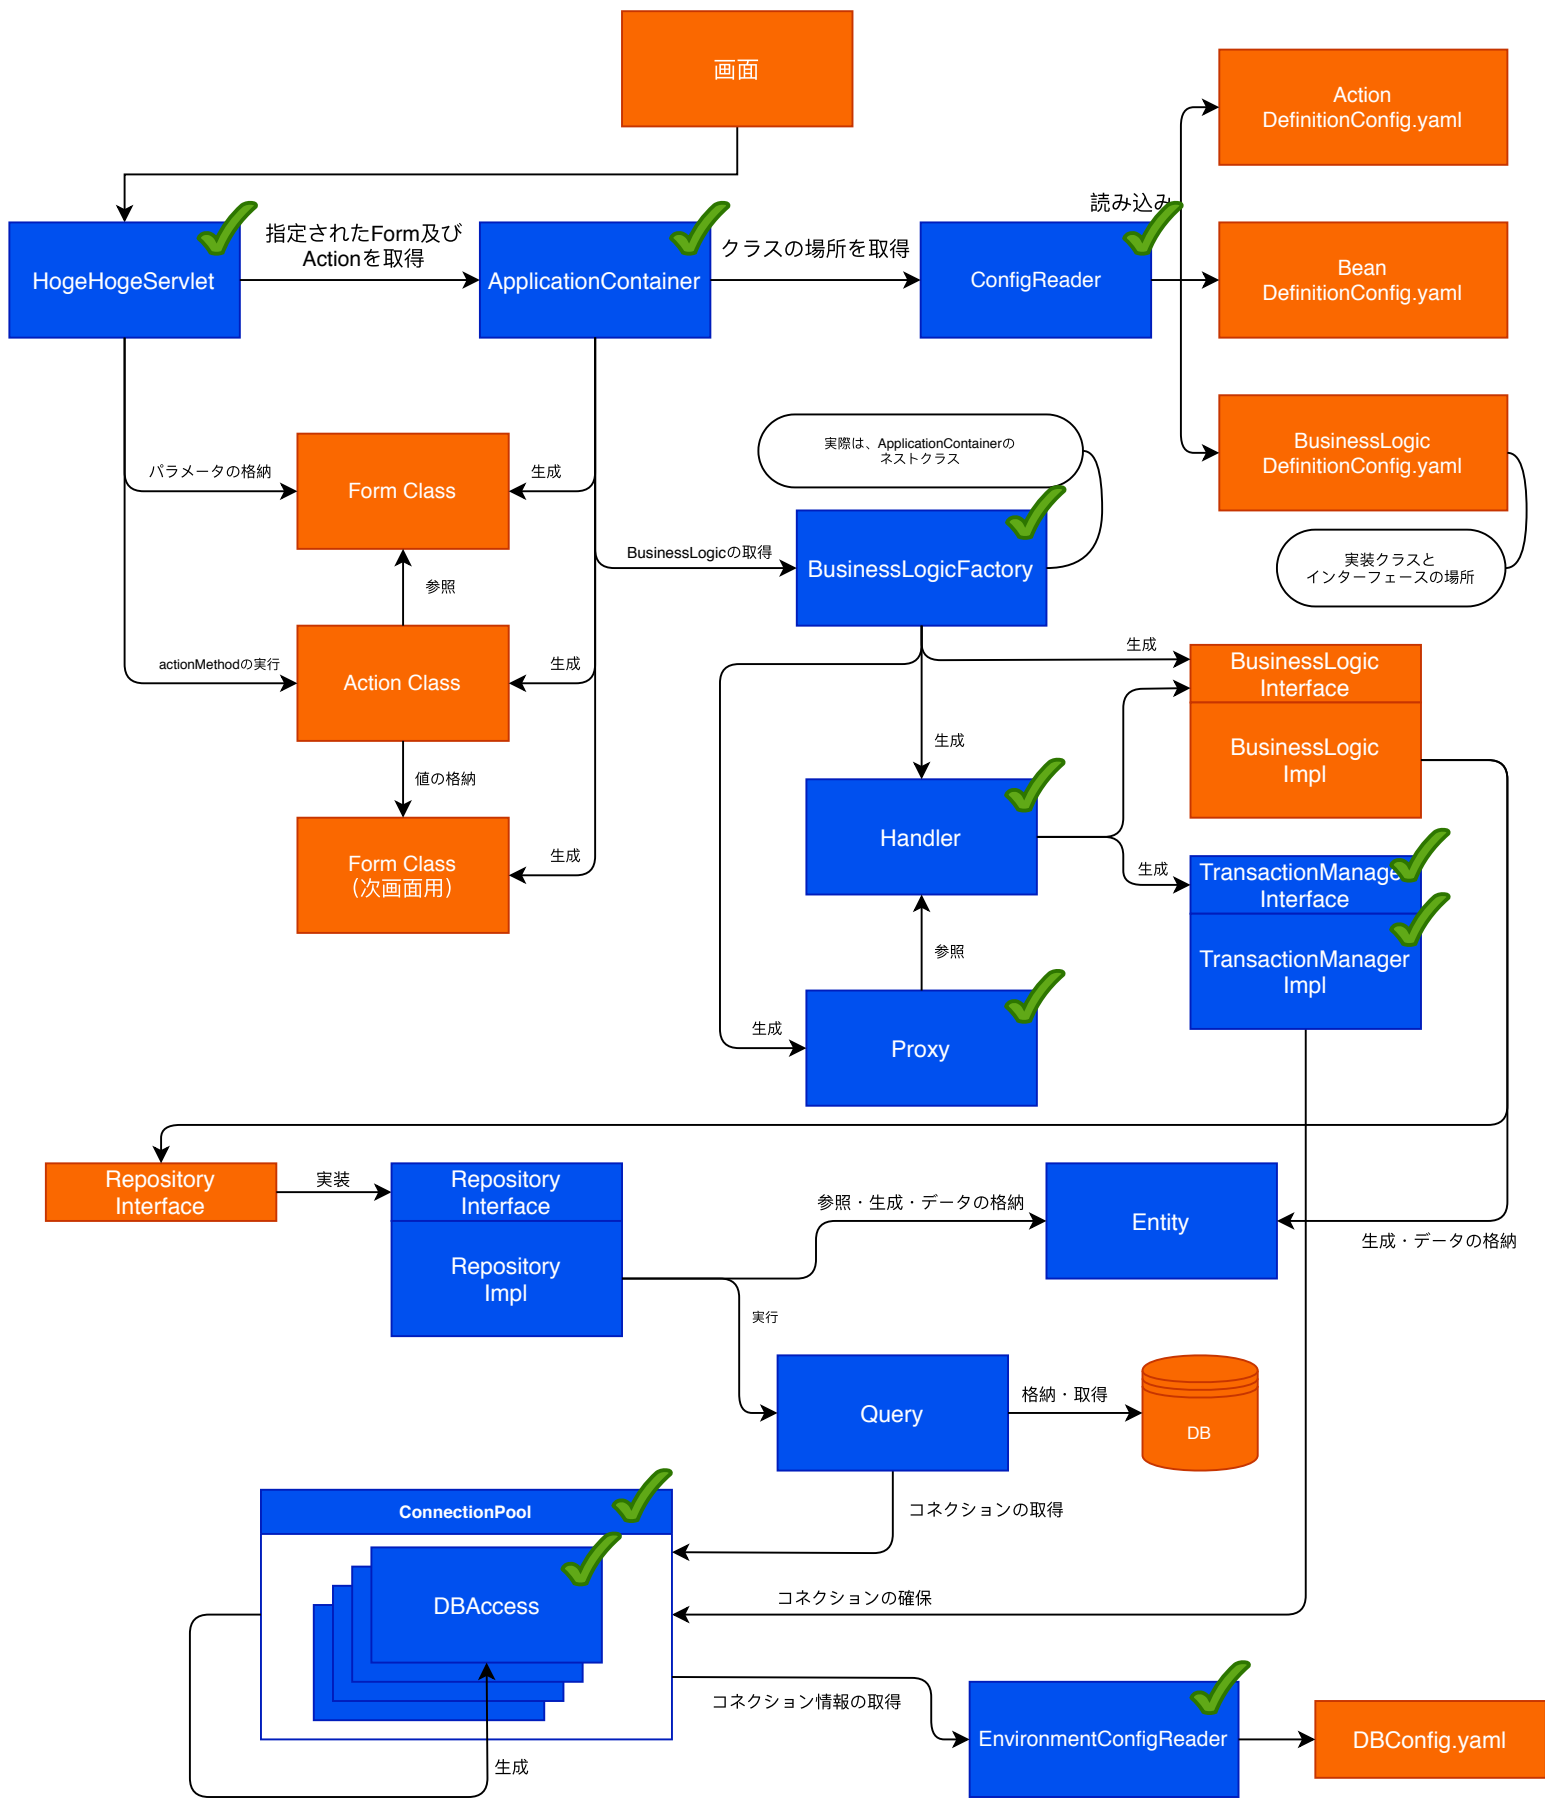 画面
Action
DefinitionConfig.yaml
読み込み
HogeHogeServlet
指定されたForm及び
Actionを取得
ApplicationContainer
クラスの場所を取得
ConfigReader
Bean
DefinitionConfig.yaml
BusinessLogic
DefinitionConfig.yaml
実際は、ApplicationContainerの
ネストクラス
パラメータの格納
Form Class
生成
BusinessLogicの取得
BusinessLogicFactory
実装クラスと
インターフェースの場所
参照
actionMethodの実行
Action Class
生成
生成
BusinessLogic
Interface
BusinessLogic
Impl
生成
値の格納
Form Class
（次画面用）
生成
Handler
生成
TransactionManager
Interface
TransactionManager
Impl
参照
生成
Proxy
Repository
Interface
実装
Repository
Interface
Repository
Impl
参照・生成・データの格納
Entity
生成・データの格納
実行
Query
格納・取得
DB
コネクションの取得
ConnectionPool
DBAccess
コネクションの確保
コネクション情報の取得
EnvironmentConfigReader
DBConfig.yaml
生成